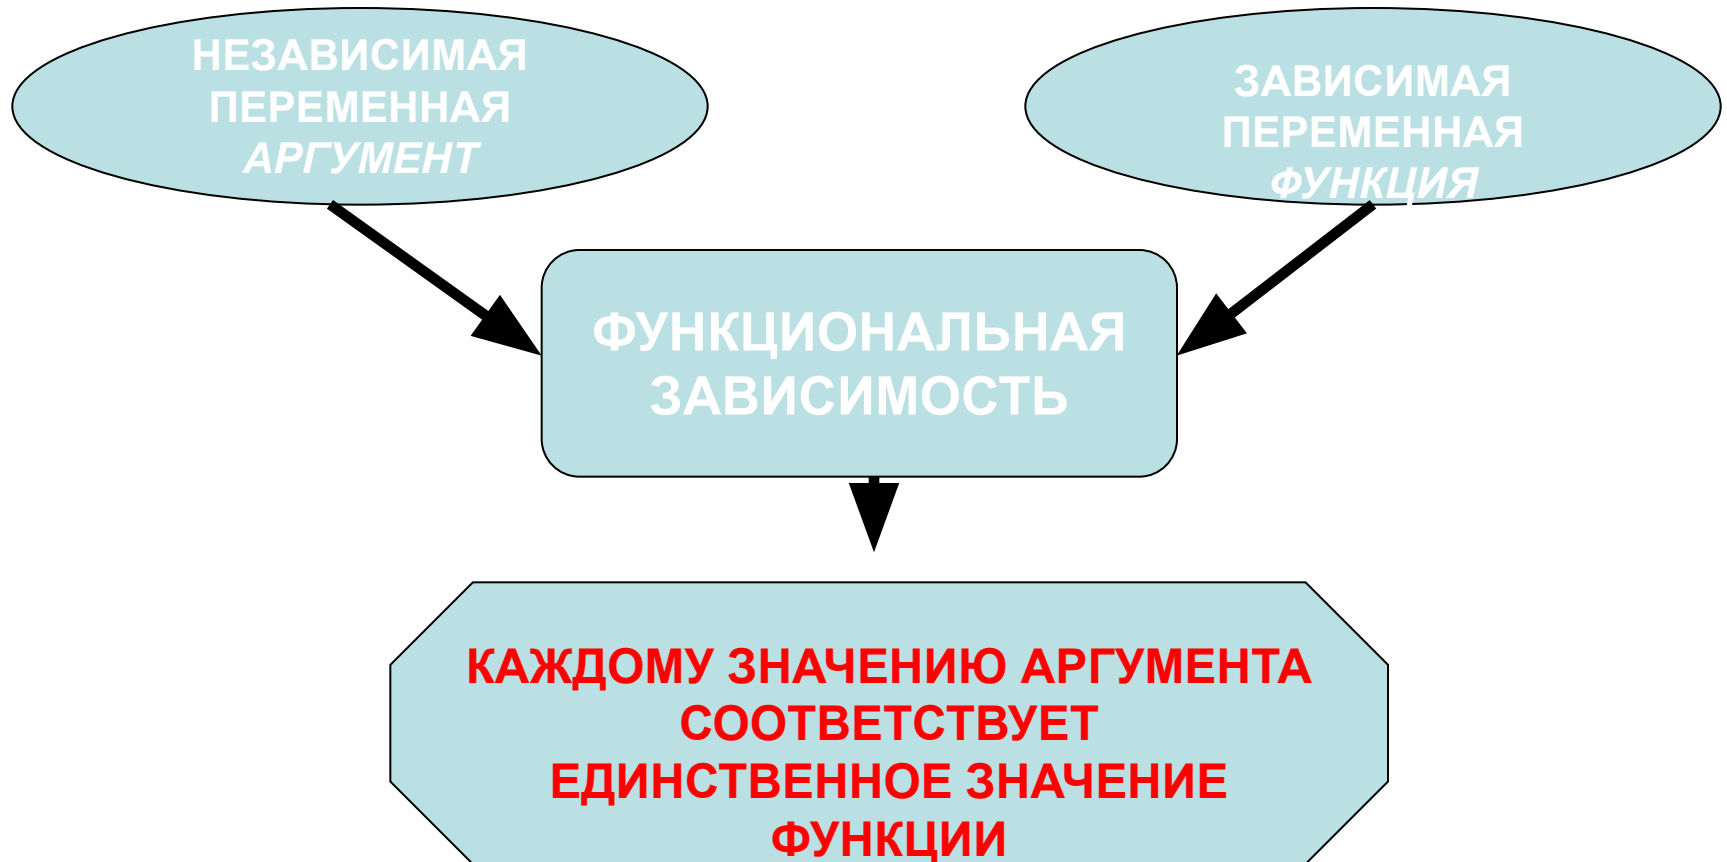 НЕЗАВИСИМАЯ
ПЕРЕМЕННАЯ
АРГУМЕНТ
ЗАВИСИМАЯ
ПЕРЕМЕННАЯ
ФУНКЦИЯ
ФУНКЦИОНАЛЬНАЯ
ЗАВИСИМОСТЬ
КАЖДОМУ ЗНАЧЕНИЮ АРГУМЕНТА
СООТВЕТСТВУЕТ
ЕДИНСТВЕННОЕ ЗНАЧЕНИЕ
ФУНКЦИИ